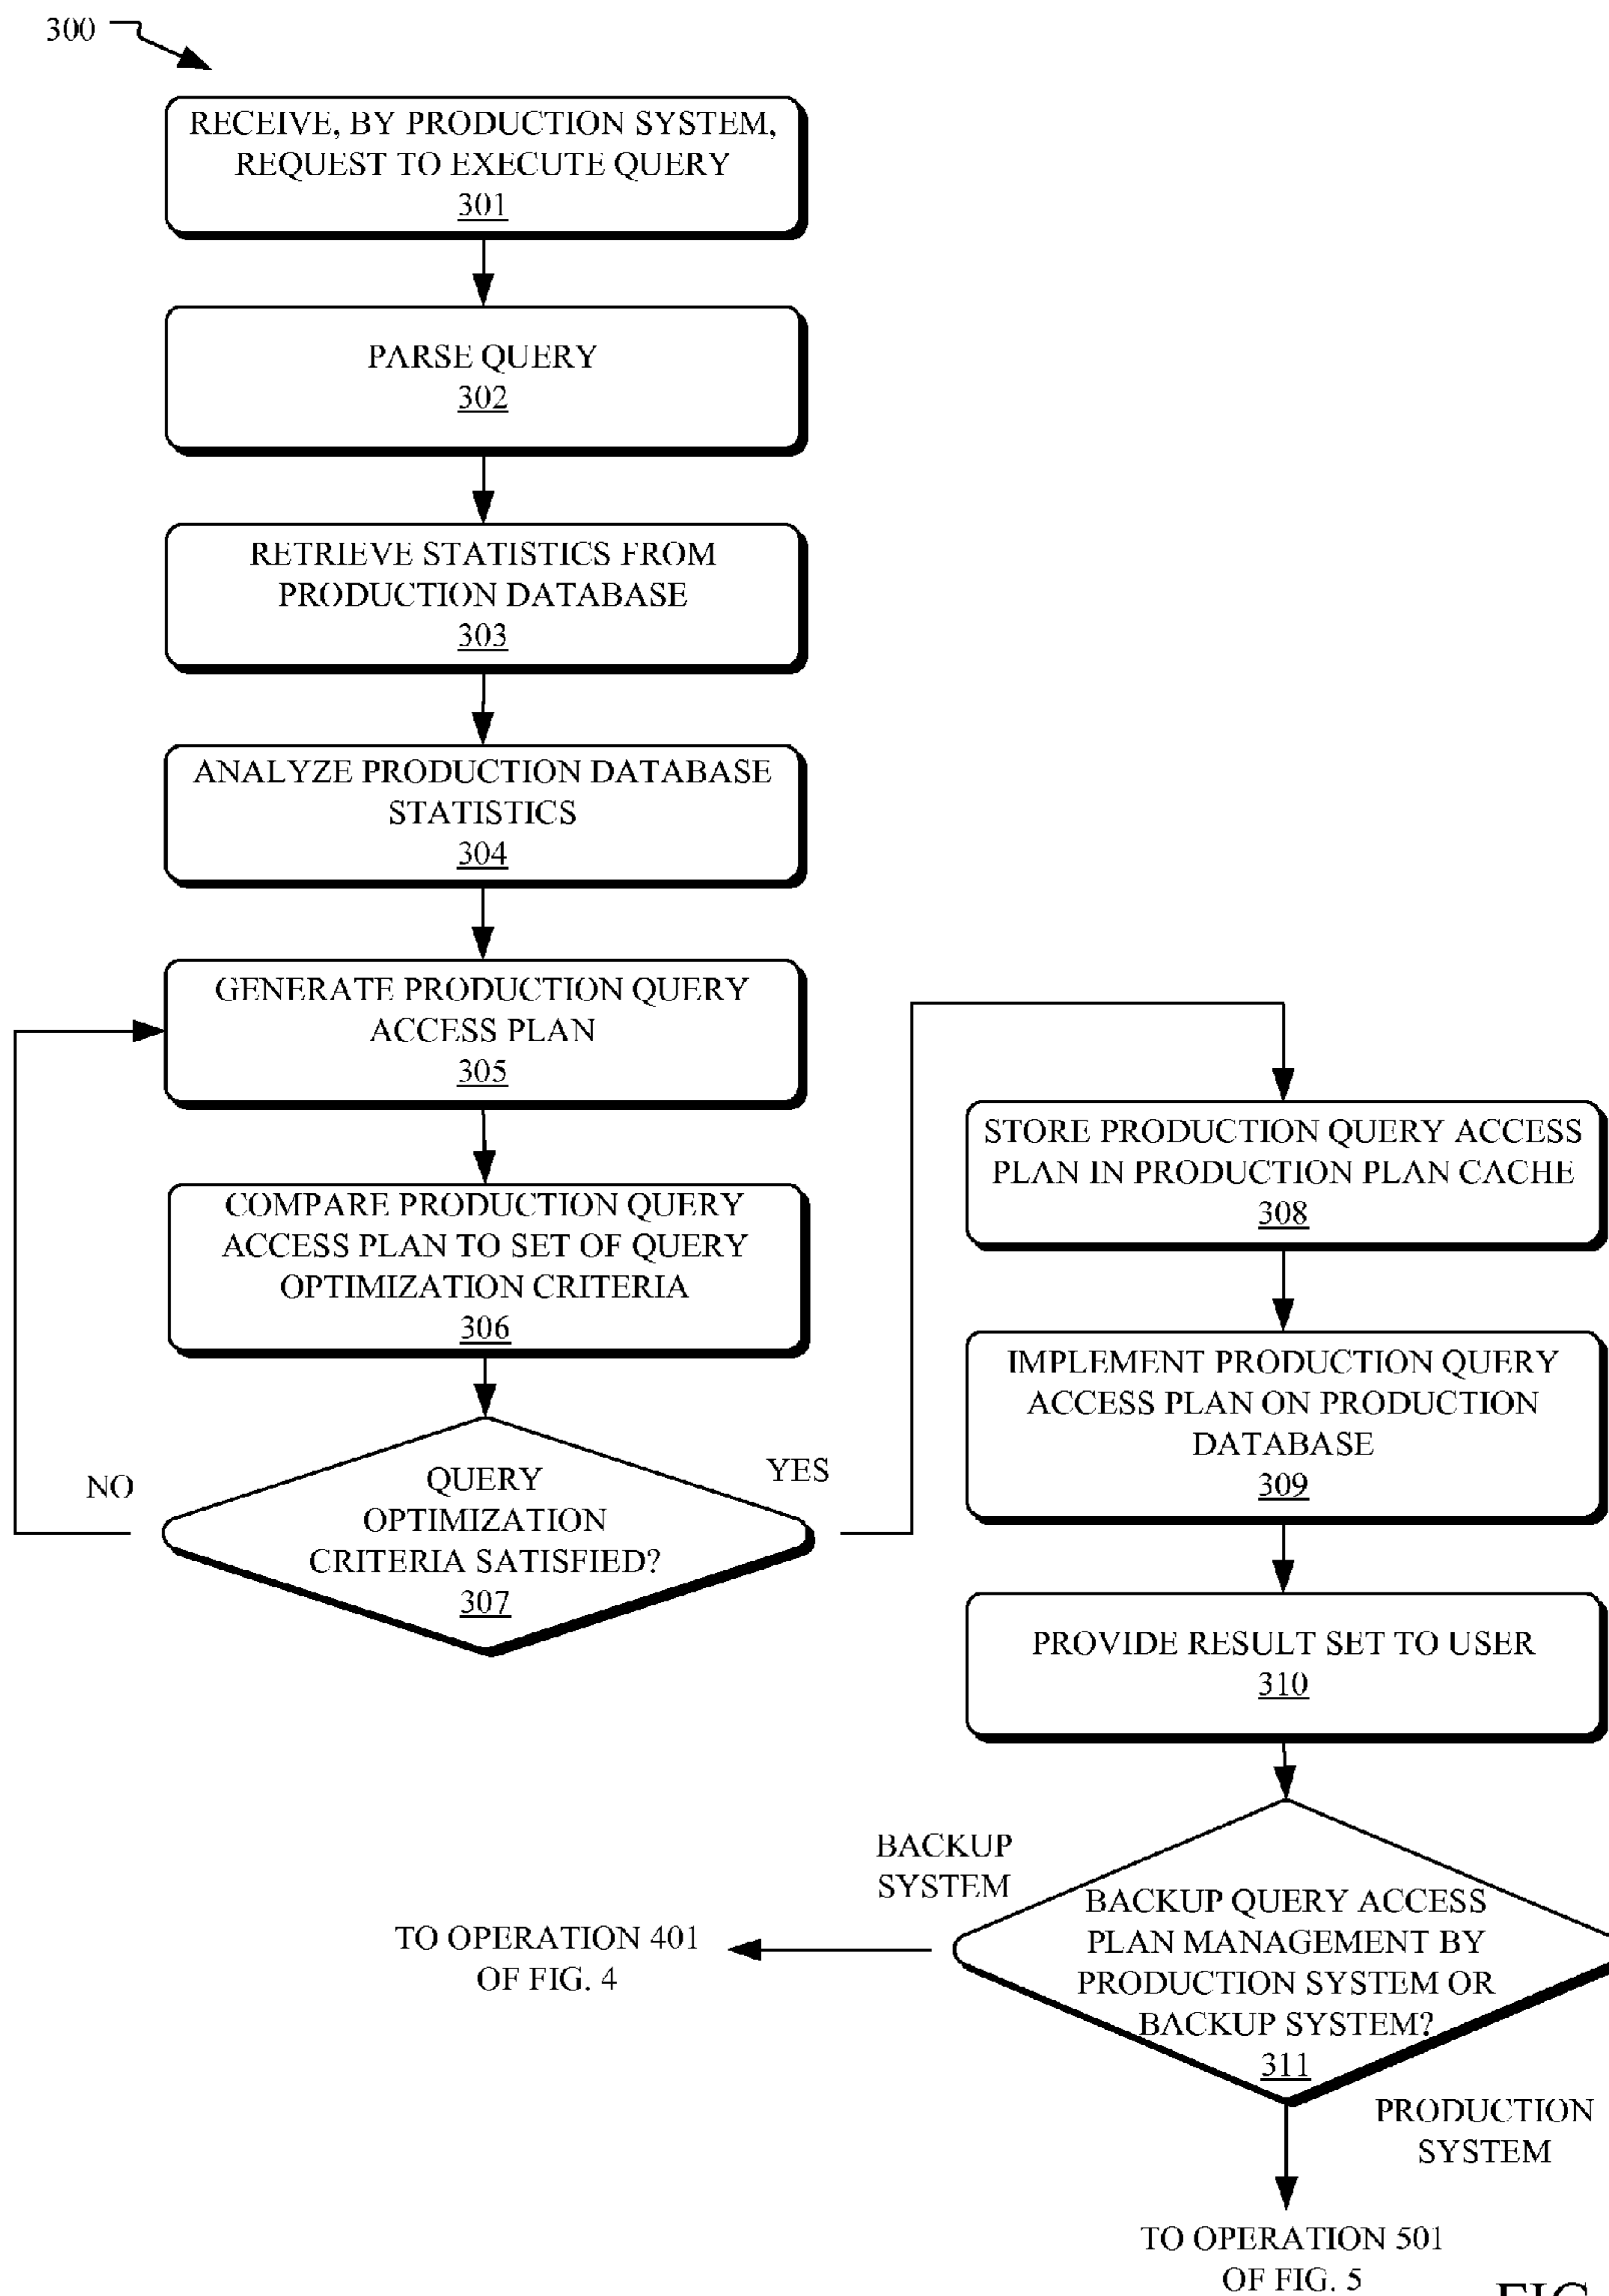 300
RECEIVE, BY PRODUCTION SYSTEM,
REQUEST TO EXECUTE QUERY
301
PARSE QUERY
302
RETRIEVE STATISTICS FROM
PRODUCTION DATABASE
303
ANALYZE PRODUCTION DATABASE
STATISTICS
304
GENERATE PRODUCTION QUERY
ACCESS PLAN
305
COMPARE PRODUCTION QUERY
ACCESS PLAN TO SET OF QUERY
OPTIMIZATION CRITERIA
306
NO
QUERY
OPTIMIZATION
CRITERIA SATISFIED?
307
YES
STORE PRODUCTION QUERY ACCESS
PLAN IN PRODUCTION PLAN CACHE
308
IMPLEMENT PRODUCTION QUERY
ACCESS PLAN ON PRODUCTION
DATABASE
309
PROVIDE RESULT SET TO USER
310
BACKUP
SYSTEM
BACKUP QUERY ACCESS
PLAN MANAGEMENT BY
PRODUCTION SYSTEM OR
BACKUP SYSTEM?
311
TO OPERATION 401
OF FIG. 4
PRODUCTION
SYSTEM
TO OPERATION 501
OF FIG. 5
FIG